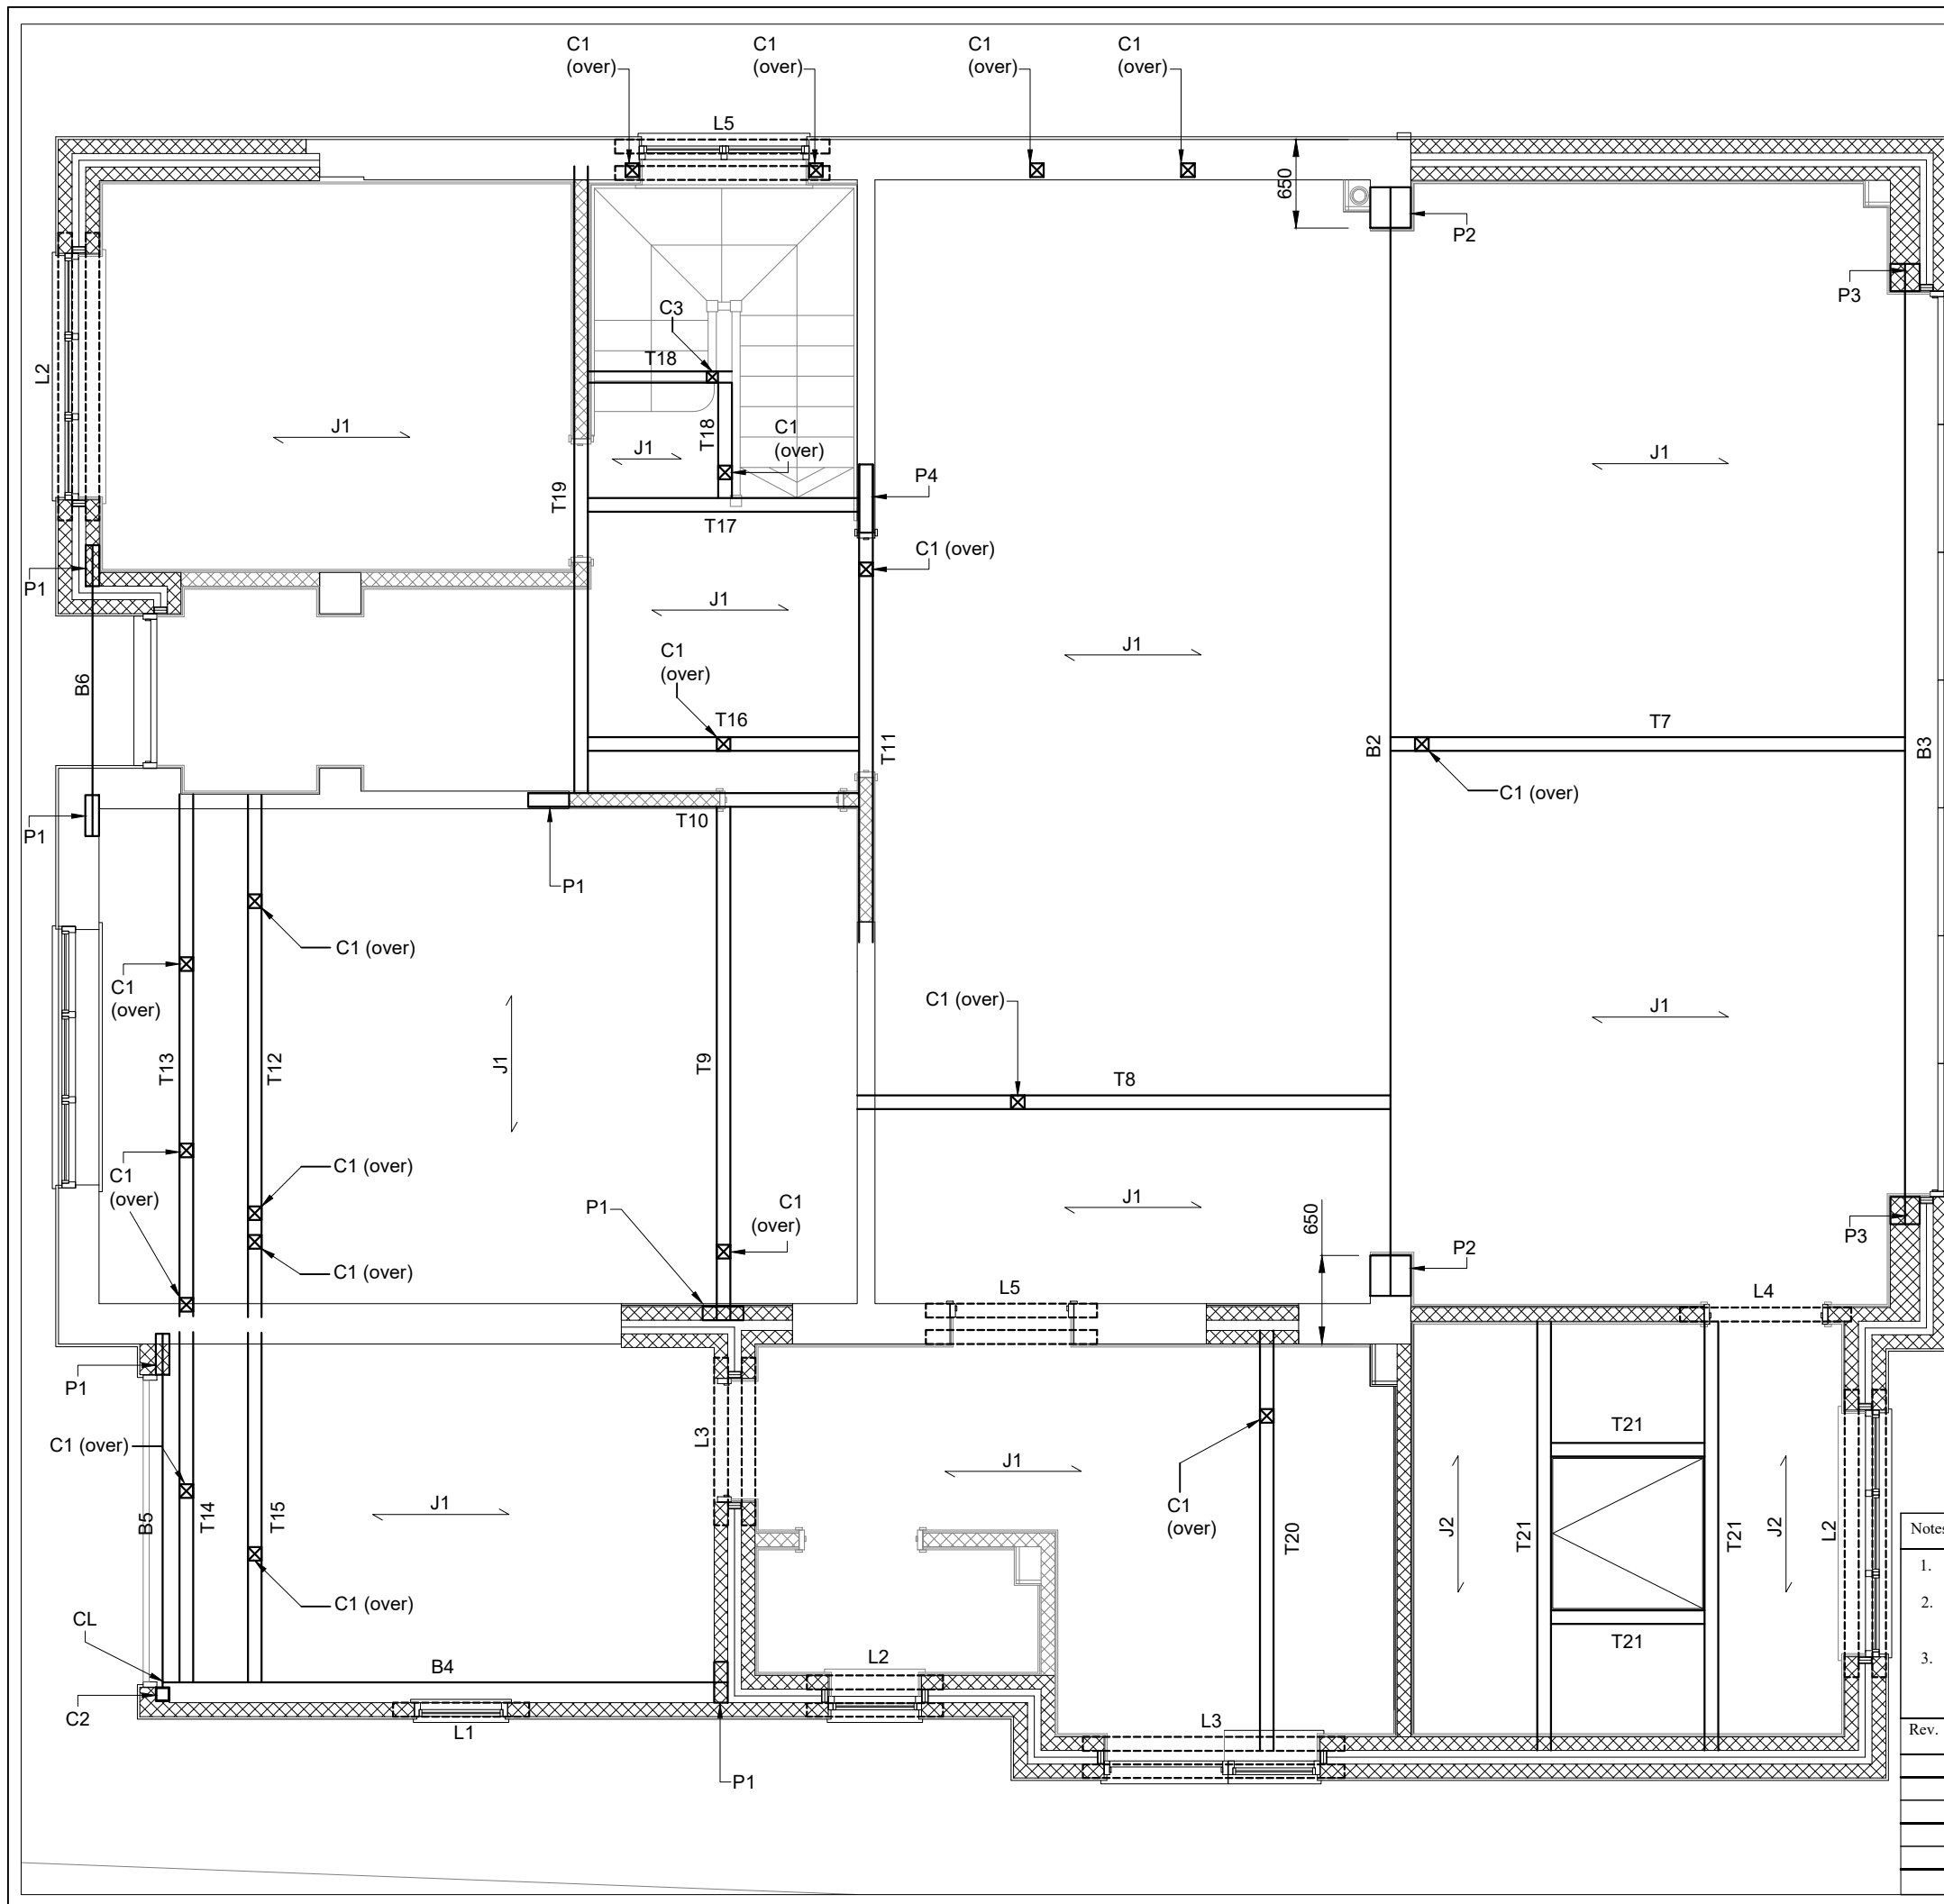 C1
(over)
C1
(over)
C1
(over)
C1
(over)
L5
650
P2
P3
C3
T18
L2
J1
J1
T18
C1
(over)
J1
P4
T19
T17
C1 (over)
P1
J1
J1
C1
(over)
B6
T16
T11
B2
T7
B3
C1 (over)
P1
T10
P1
C1 (over)
C1
(over)
C1 (over)
J1
T13
T12
J1
T9
T8
C1 (over)
C1
(over)
P1
C1
(over)
J1
650
C1 (over)
P2
P3
L5
L4
P1
C1 (over)
L3
T21
J1
J1
C1
(over)
B5
T14
T15
T20
J2
T21
T21
J2
L2
Notes
1.
2.
3.
C1 (over)
CL
T21
B4
L2
C2
L1
L3
Rev.
P1